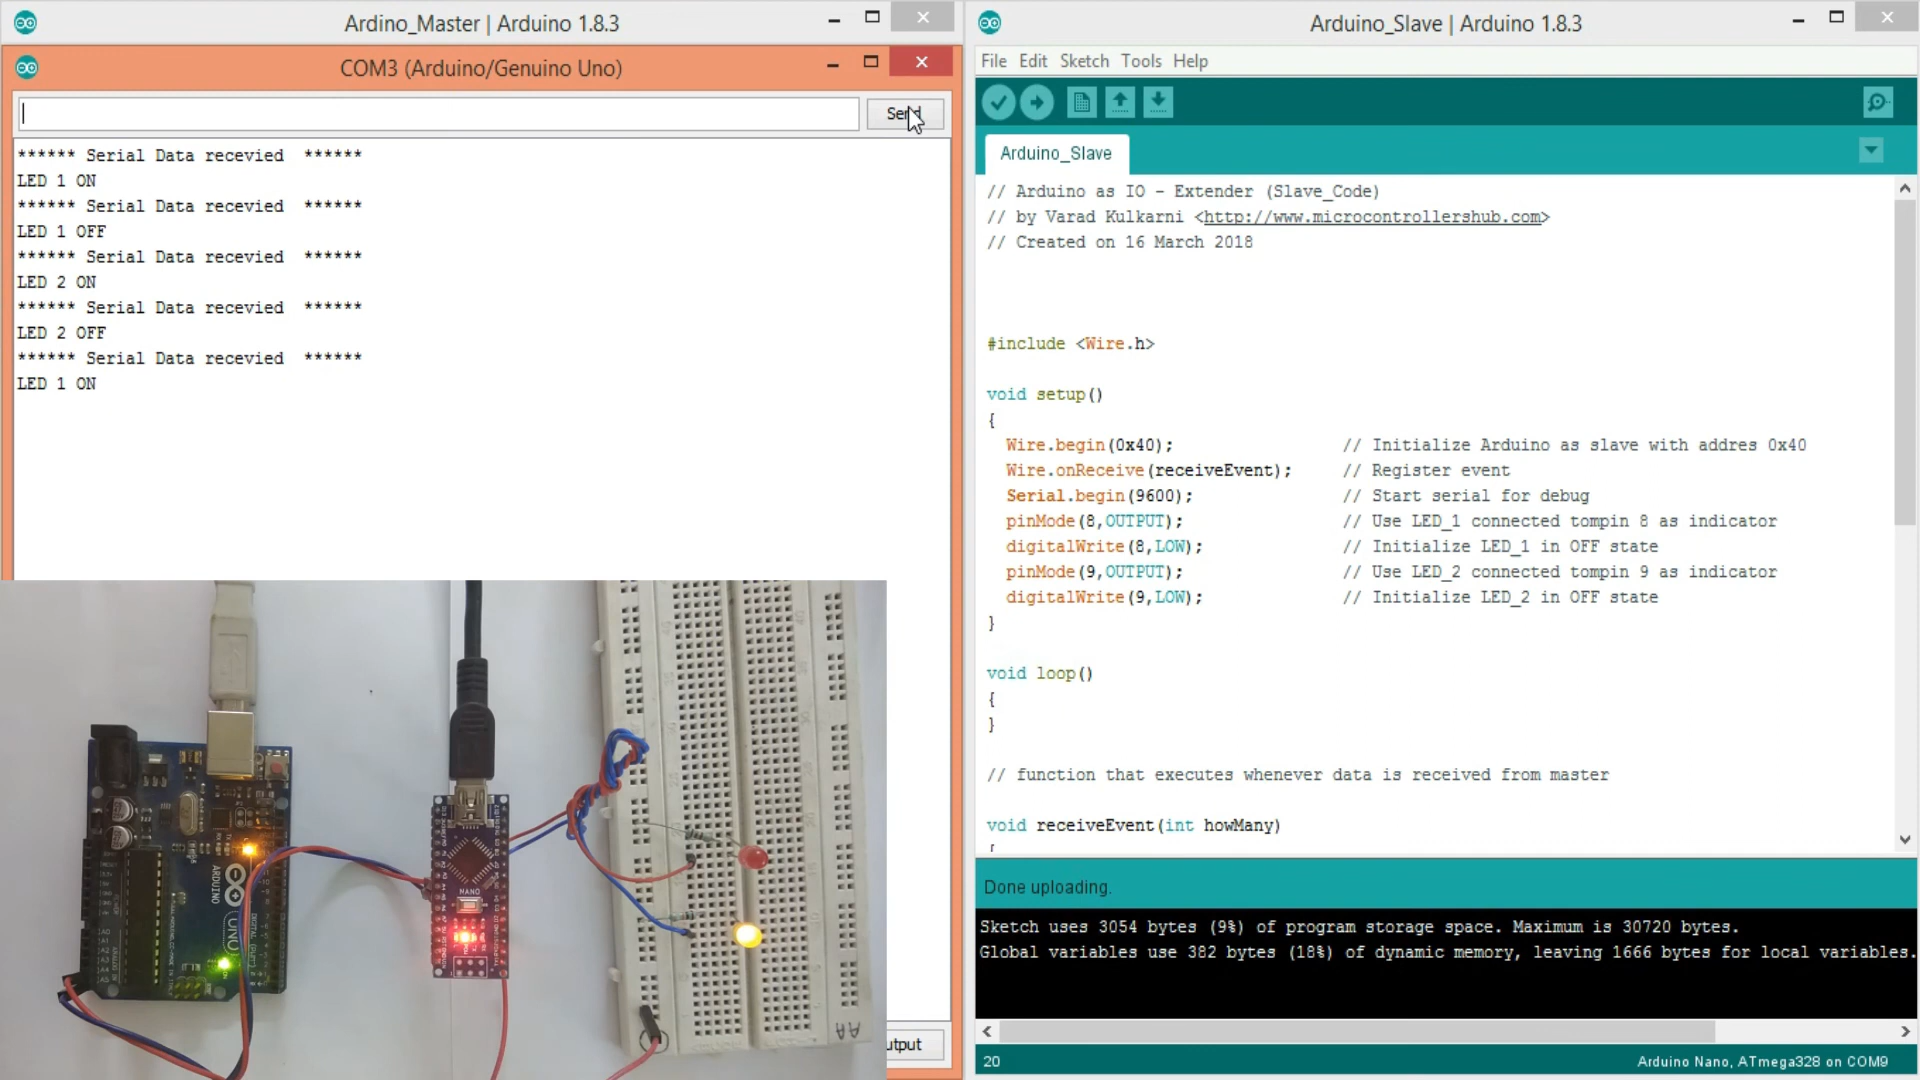 Ardino_Master | Arduino 1.8.3
COM3 (Arduino/Genuino Uno)
Send
****** Serial Data recevied  ******
LED 1 ON
****** Serial Data recevied  ******
LED 1 OFF
****** Serial Data recevied  ******
LED 2 ON
****** Serial Data recevied  ******
LED 2 OFF
****** Serial Data recevied  ******
LED 1 ON
ARDUINO
UNO
NANO
utput
Arduino_Slave | Arduino 1.8.3
File Edit Sketch Tools Help
Arduino_Slave
// Arduino as IO - Extender (Slave_Code)
// by Varad Kulkarni <http://www.microcontrollershub.com>
// Created on 16 March 2018
#include <Wire.h>
void setup()
{
Wire.begin(0x40); // Initialize Arduino as slave with addres 0x40
Wire.onReceive(receiveEvent); // Register event
Serial.begin(9600); // Start serial for debug
pinMode(8,OUTPUT); // Use LED_1 connected tompin 8 as indicator
digitalWrite(8,LOW); // Initialize LED_1 in OFF state
pinMode(9,OUTPUT); // Use LED_2 connected tompin 9 as indicator
digitalWrite(9,LOW); // Initialize LED_2 in OFF state
}
void loop()
{
}
// function that executes whenever data is received from master
void receiveEvent(int howMany)
{
Done uploading.
Sketch uses 3054 bytes (9%) of program storage space. Maximum is 30720 bytes.
Global variables use 382 bytes (18%) of dynamic memory, leaving 1666 bytes for local variables.
20
Arduino Nano, ATmega328 on COM9